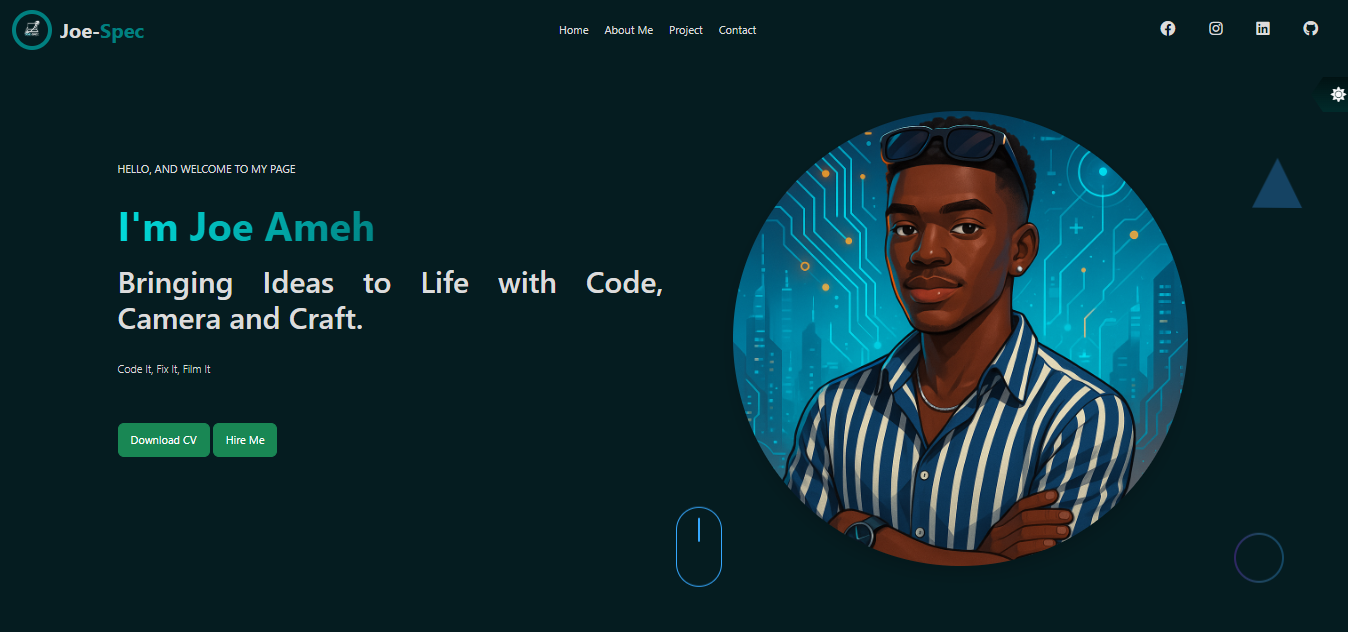 Joe-Spec
Home About Me Project Contact
HELLO, AND WELCOME TO MY PAGE
I'm Joe Ameh
Bringing Ideas to Life with Code,
Camera and Craft.
Code It, Fix It, Film It
Download CV Hire Me